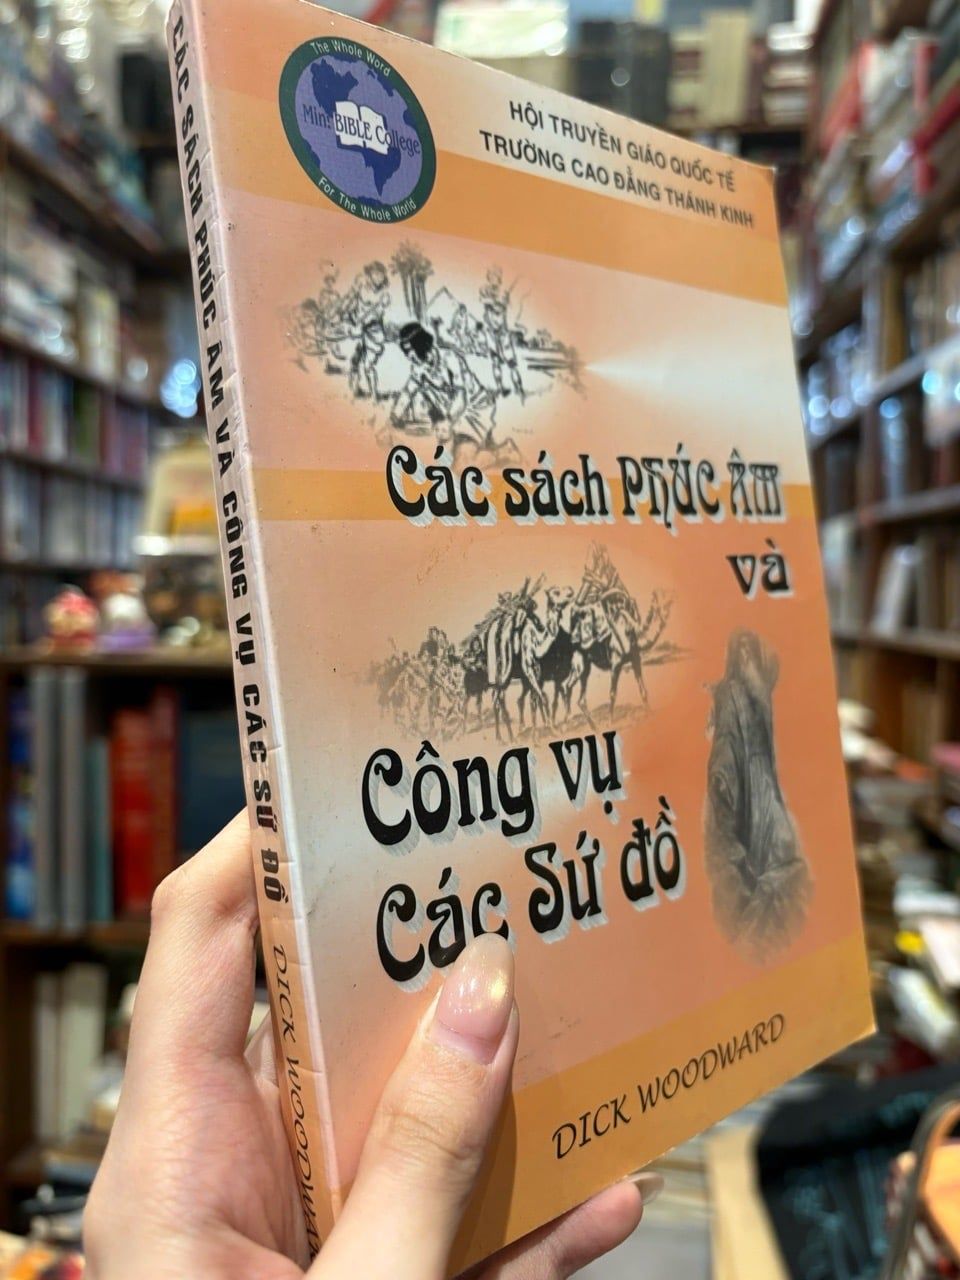 The Whole Word
Mini BIBLE College
For The Whole World
HỘI TRUYỀN GIÁO QUỐC TẾ
TRƯỜNG CAO ĐẲNG THÁNH KINH
Các sách PHÚC ÂM
và
Công vụ
Các Sứ đồ
DICK WOODWARD
CÁC SÁCH PHÚC ÂM VÀ CÔNG VỤ CÁC SỨ ĐỒ DICK WOODWAR